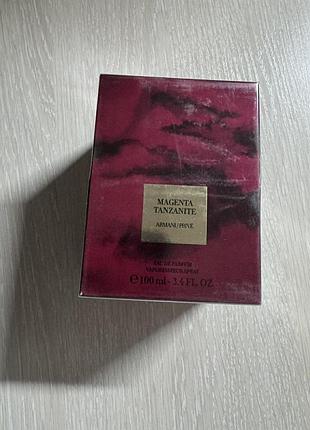 MAGENTA
TANZANITE
ARMANI/PRIVÉ
EAU DE PARFUM
VAPORISATEUR SPRAY
℮ 100 ml - 3.4 FL. OZ